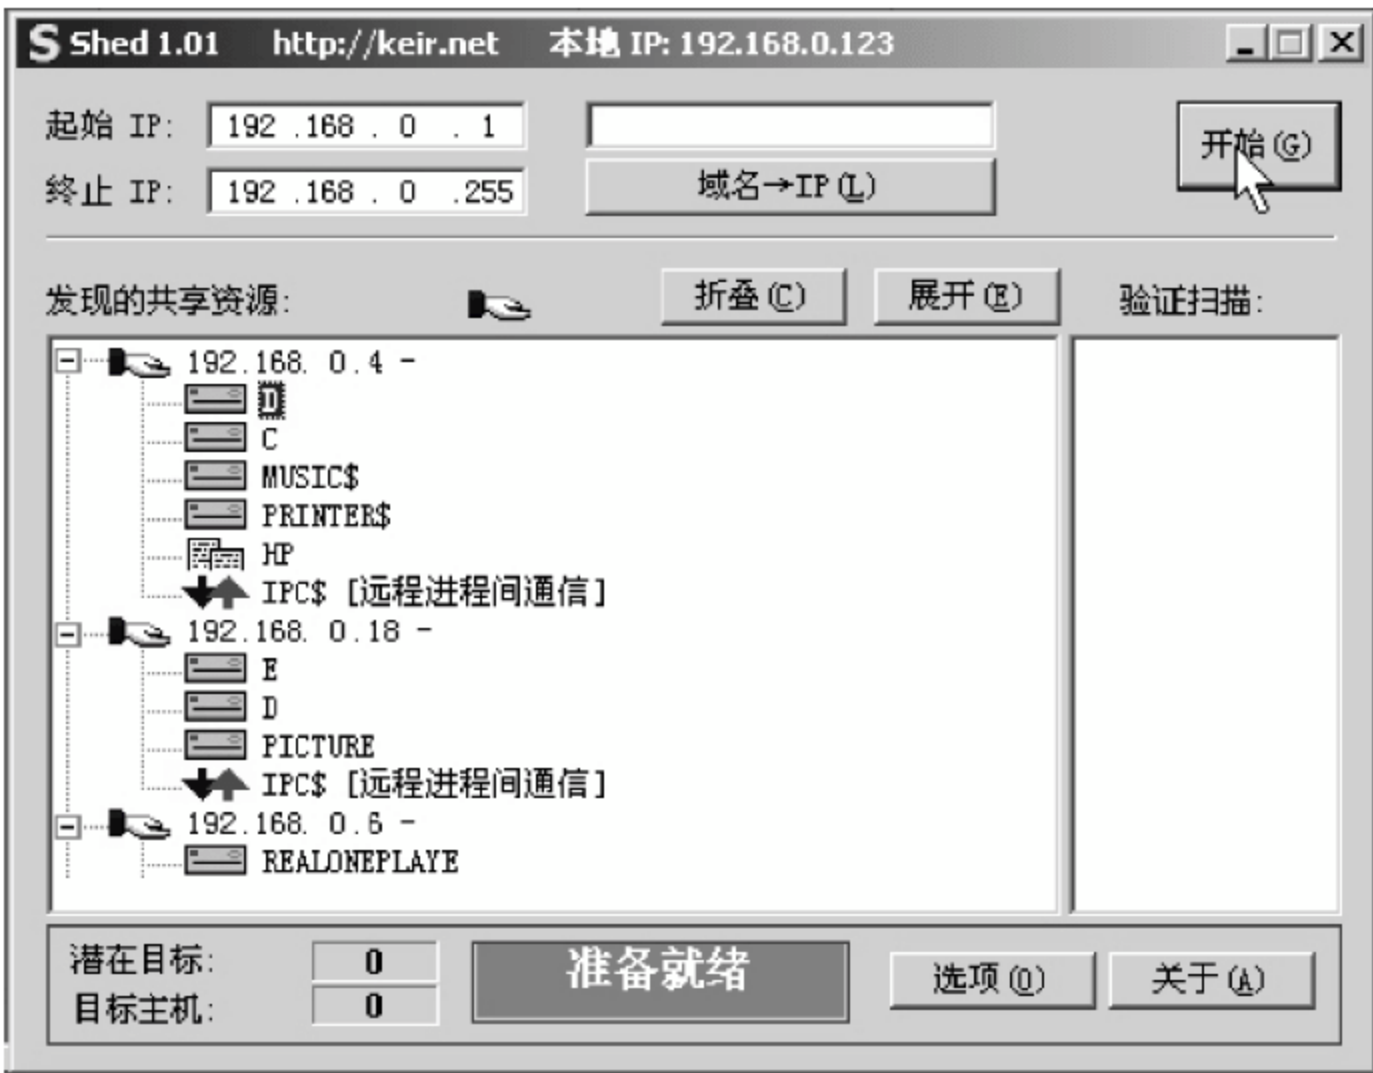 S Shed 1.01 http://keir.net 本地 IP: 192.168.0.123
起始 IP: 192 .168 . 0 . 1
开始(G)
终止 IP: 192 .168 . 0 .255 域名→IP(L)
发现的共享资源: 折叠(C) 展开(E) 验证扫描:
192.168. 0.4 -
D
C
MUSIC$
PRINTER$
HP
IPC$ [远程进程间通信]
192.168. 0.18 -
E
D
PICTURE
IPC$ [远程进程间通信]
192.168. 0.6 -
REALONEPLAYE
潜在目标: 0 准备就绪 选项(O) 关于(A)
目标主机: 0